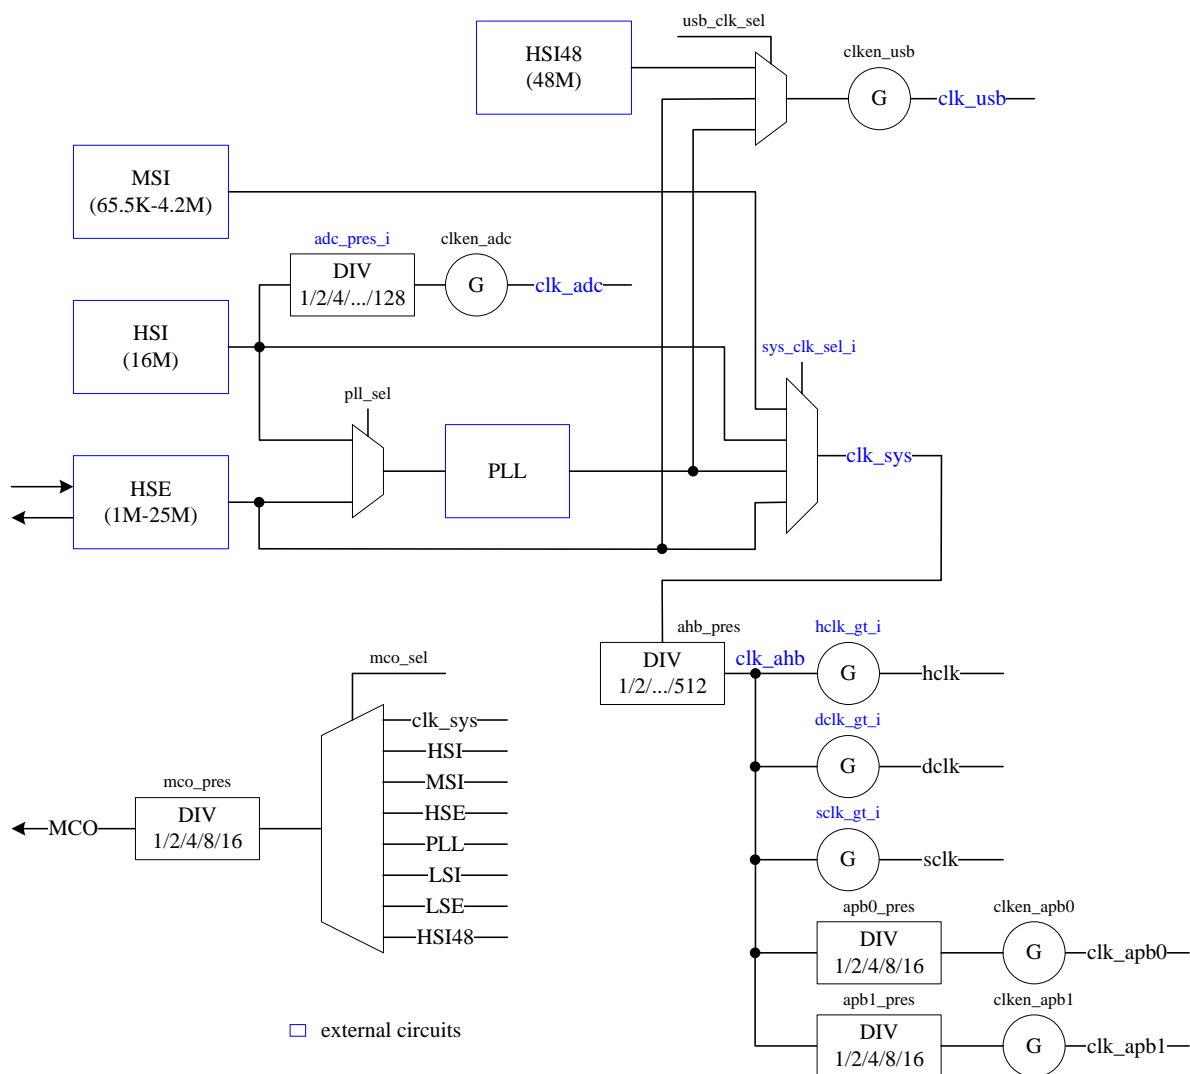 usb_clk_sel
HSI48
(48M)
clken_usb
G
clk_usb
MSI
(65.5K-4.2M)
adc_pres_i
clken_adc
DIV
1/2/4/.../128
G
clk_adc
HSI
(16M)
sys_clk_sel_i
pll_sel
PLL
clk_sys
HSE
(1M-25M)
ahb_pres
hclk_gt_i
DIV
1/2/.../512
clk_ahb
G
hclk
mco_sel
clk_sys
HSI
MSI
HSE
PLL
LSI
LSE
HSI48
mco_pres
DIV
1/2/4/8/16
MCO
dclk_gt_i
G
dclk
sclk_gt_i
G
sclk
apb0_pres
clken_apb0
DIV
1/2/4/8/16
G
clk_apb0
apb1_pres
clken_apb1
DIV
1/2/4/8/16
G
clk_apb1
external circuits